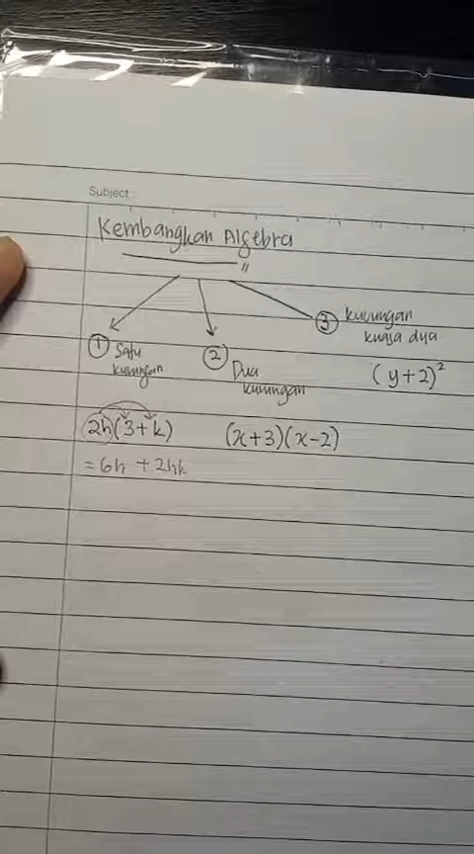 Subject
Kembangkan Algebra
① Satu
kurungan
② Dua
kurungan
③ kurungan
kuasa dua
2h(3+k)
= 6h + 2hk
(x+3)(x-2)
(y+2)²